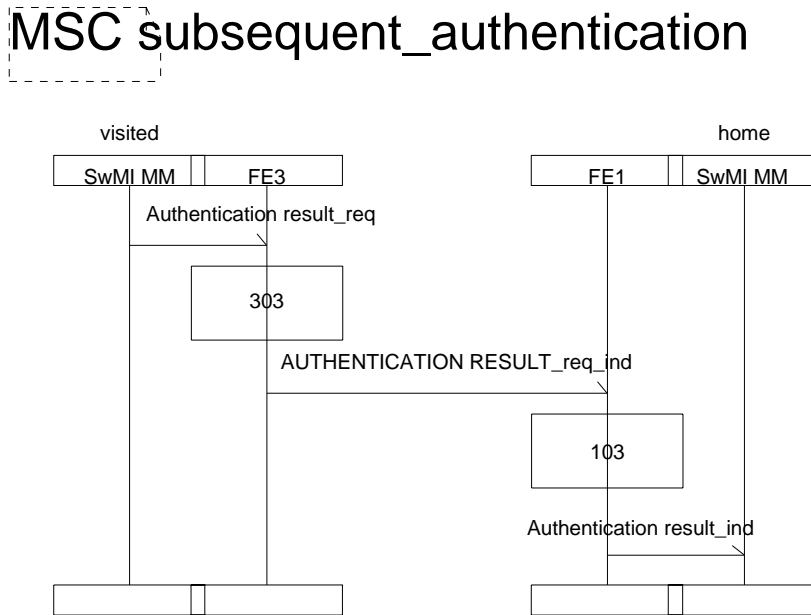 MSC subsequent_authentication
visited
home
SwMI MM
FE3
FE1
SwMI MM
Authentication result_req
303
AUTHENTICATION RESULT_req_ind
103
Authentication result_ind